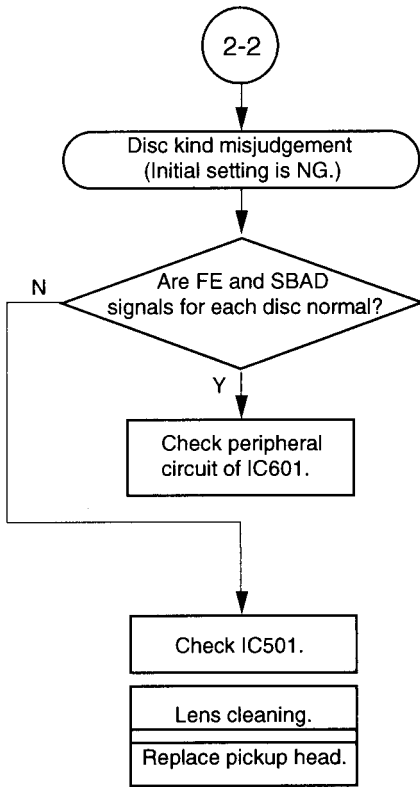 2-2
Disc kind misjudgement
(Initial setting is NG.)
Are FE and SBAD
signals for each disc normal?
N
Y
Check peripheral
circuit of IC601.
Check IC501.
Lens cleaning.
Replace pickup head.